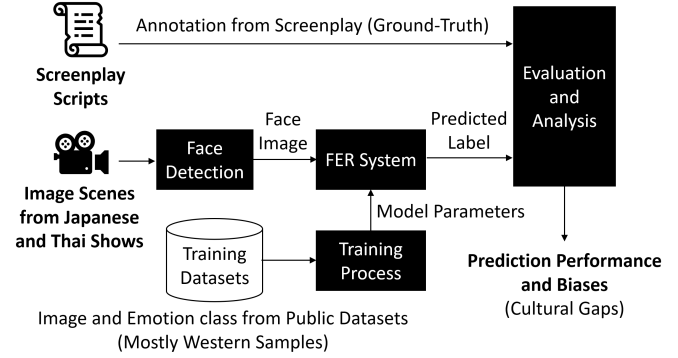 Annotation from Screenplay (Ground-Truth)
Screenplay
Scripts
Evaluation
and
Analysis
Face
Image
Predicted
Label
Face
Detection
FER System
Image Scenes
from Japanese
and Thai Shows
Model Parameters
Training
Datasets
Training
Process
Prediction Performance
and Biases
(Cultural Gaps)
Image and Emotion class from Public Datasets
(Mostly Western Samples)